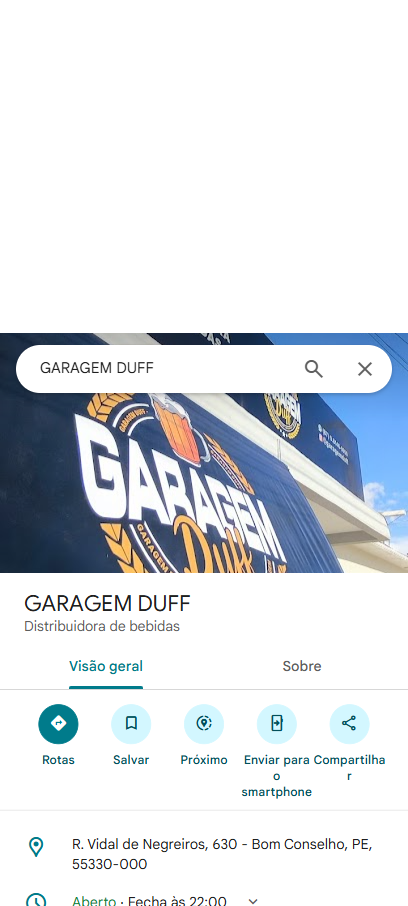 GARAGEM DUFF
GARAGEM
Duff
GARAGEM DUFF
Distribuidora de bebidas
Visão geral
Sobre
Rotas
Salvar
Próximo
Enviar para
o
smartphone
Compartilha
r
R. Vidal de Negreiros, 630 - Bom Conselho, PE,
55330-000
Aberto · Fecha às 22:00